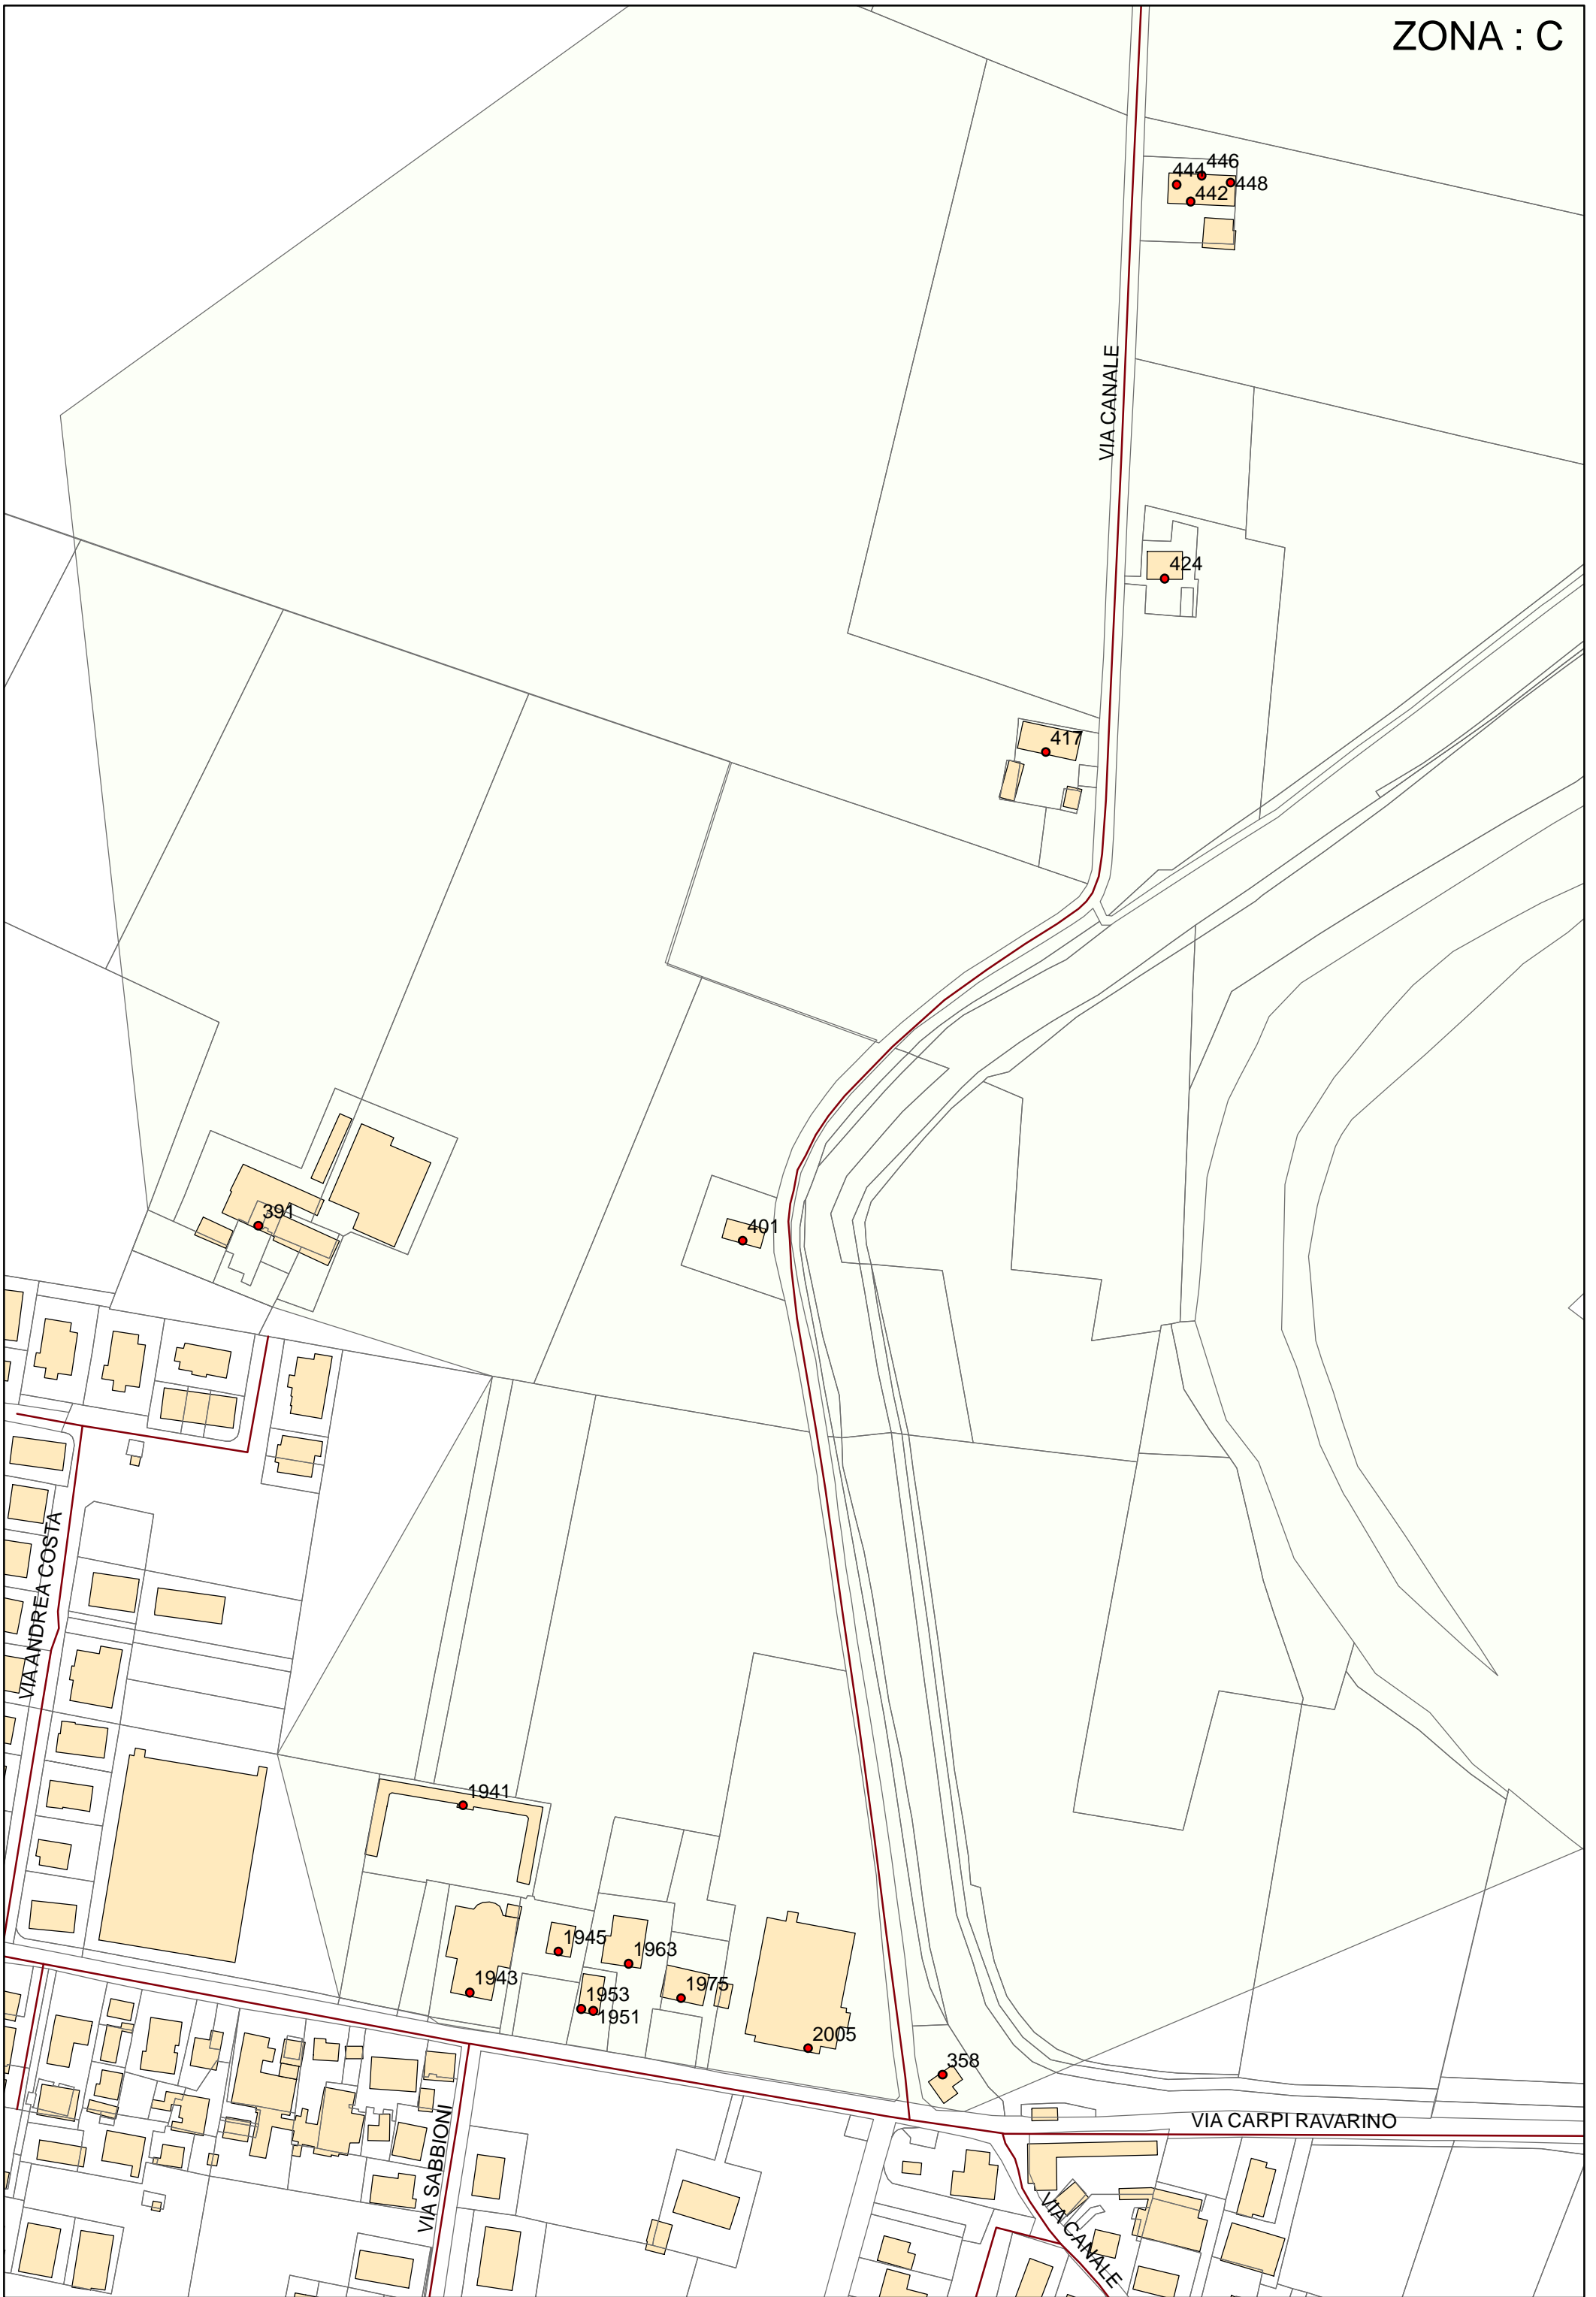 ZONA : C
446
444
448
442
VIA CANALE
424
417
391
401
VIA ANDREA COSTA
1941
1945
1963
1943
1975
1953
1951
2005
358
VIA CARPI RAVARINO
VIA SABBIONI
VIA CANALE